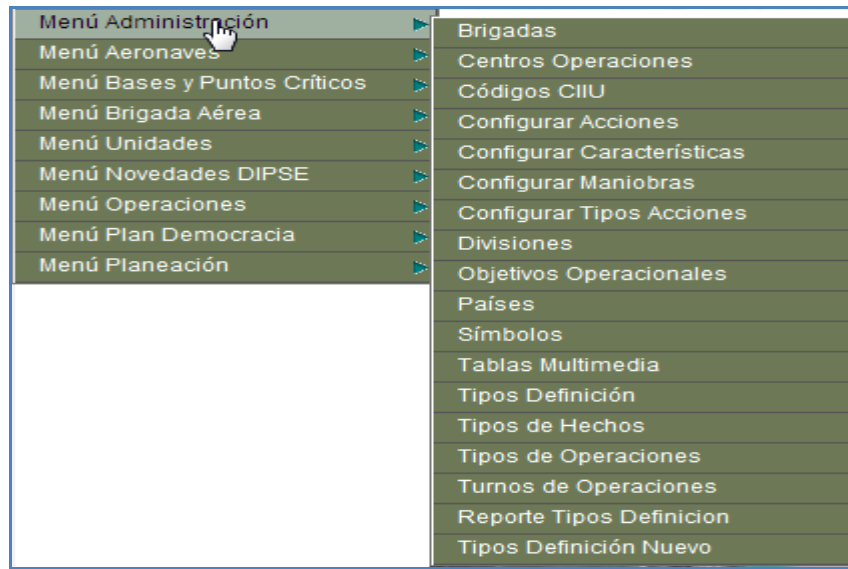 Menú Administración
Menú Aeronaves
Menú Bases y Puntos Críticos
Menú Brigada Aérea
Menú Unidades
Menú Novedades DIPSE
Menú Operaciones
Menú Plan Democracia
Menú Planeación
Brigadas
Centros Operaciones
Códigos CIIU
Configurar Acciones
Configurar Características
Configurar Maniobras
Configurar Tipos Acciones
Divisiones
Objetivos Operacionales
Países
Símbolos
Tablas Multimedia
Tipos Definición
Tipos de Hechos
Tipos de Operaciones
Turnos de Operaciones
Reporte Tipos Definicion
Tipos Definición Nuevo